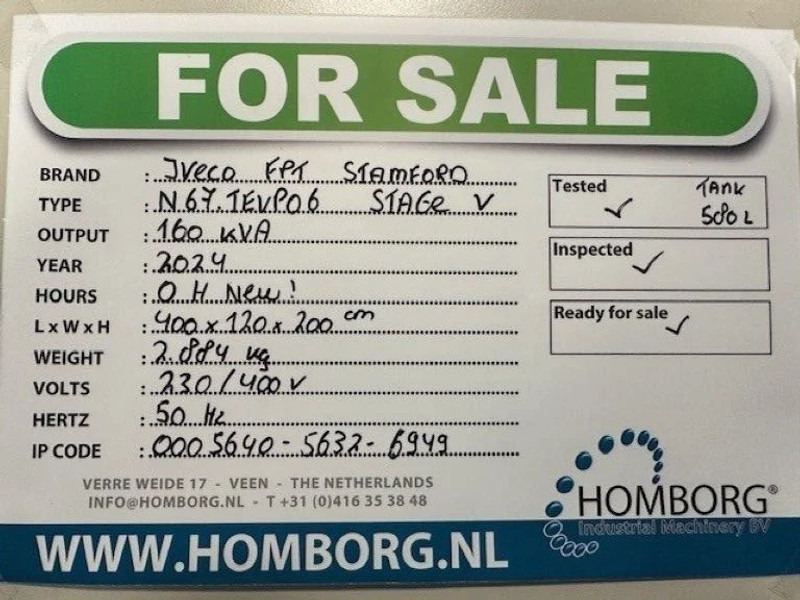 FOR SALE
BRAND : Iveco FPT STAMFORD
TYPE : N67.TEVP06 STAGE V
OUTPUT : 160 kVA
YEAR : 2024
HOURS : 0 H New!
L x W x H : 400 x 120 x 200 cm
WEIGHT : 2.884 kg
VOLTS : 230/400 V
HERTZ : 50 Hz
IP CODE : 0005640-5632-6949
Tested ✓ TANK
580 L
Inspected ✓
Ready for sale ✓
VERRE WEIDE 17 - VEEN - THE NETHERLANDS
INFO@HOMBORG.NL - T +31 (0)416 35 38 48
HOMBORG®
Industrial Machinery BV
WWW.HOMBORG.NL